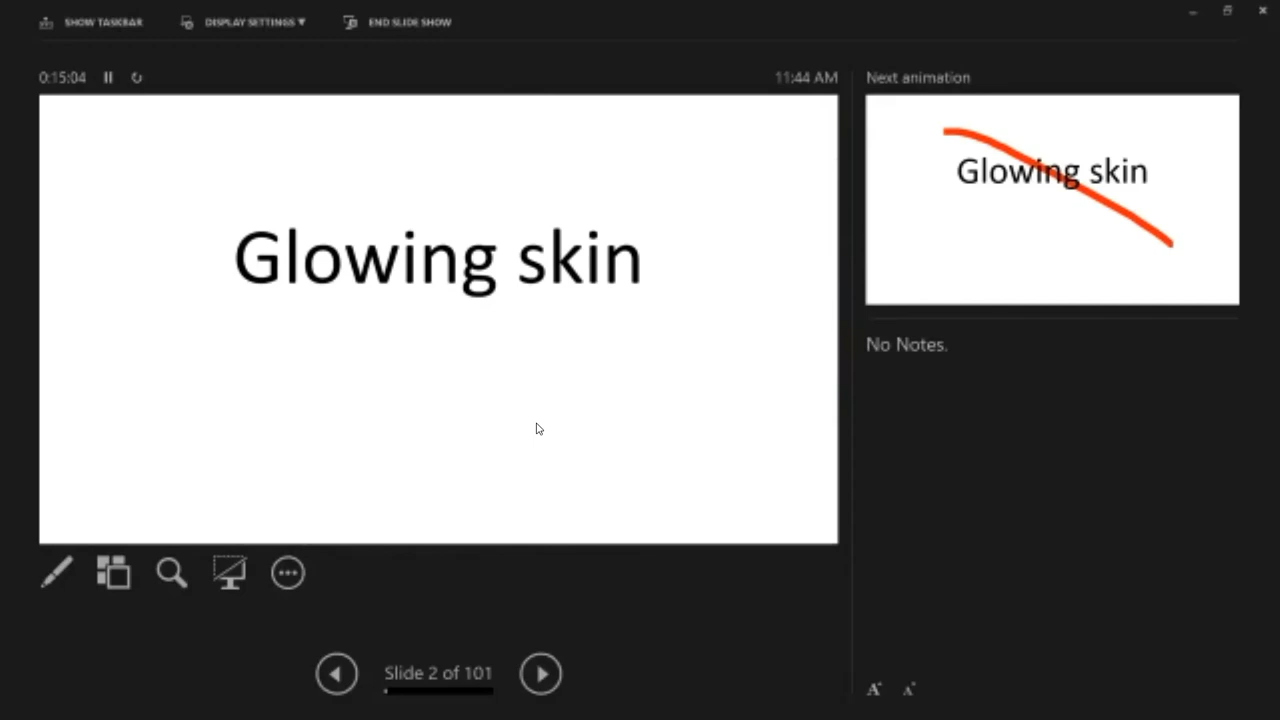 SHOW TASKBAR
DISPLAY SETTINGS ▼
END SLIDE SHOW
0:15:04
11:44 AM
Next animation
Glowing skin
Glowing skin
No Notes.
Slide 2 of 101
A A